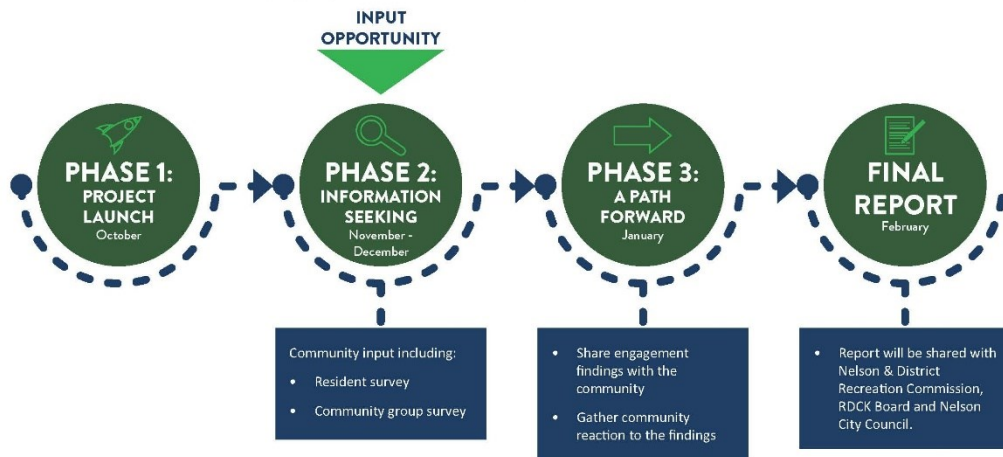 INPUT
OPPORTUNITY
PHASE 1:
PROJECT
LAUNCH
October
PHASE 2:
INFORMATION
SEEKING
November -
December
PHASE 3:
A PATH
FORWARD
January
FINAL
REPORT
February
Community input including:
• Resident survey
• Community group survey
• Share engagement
findings with the
community
• Gather community
reaction to the findings
• Report will be shared with
Nelson & District
Recreation Commission,
RDCK Board and Nelson
City Council.